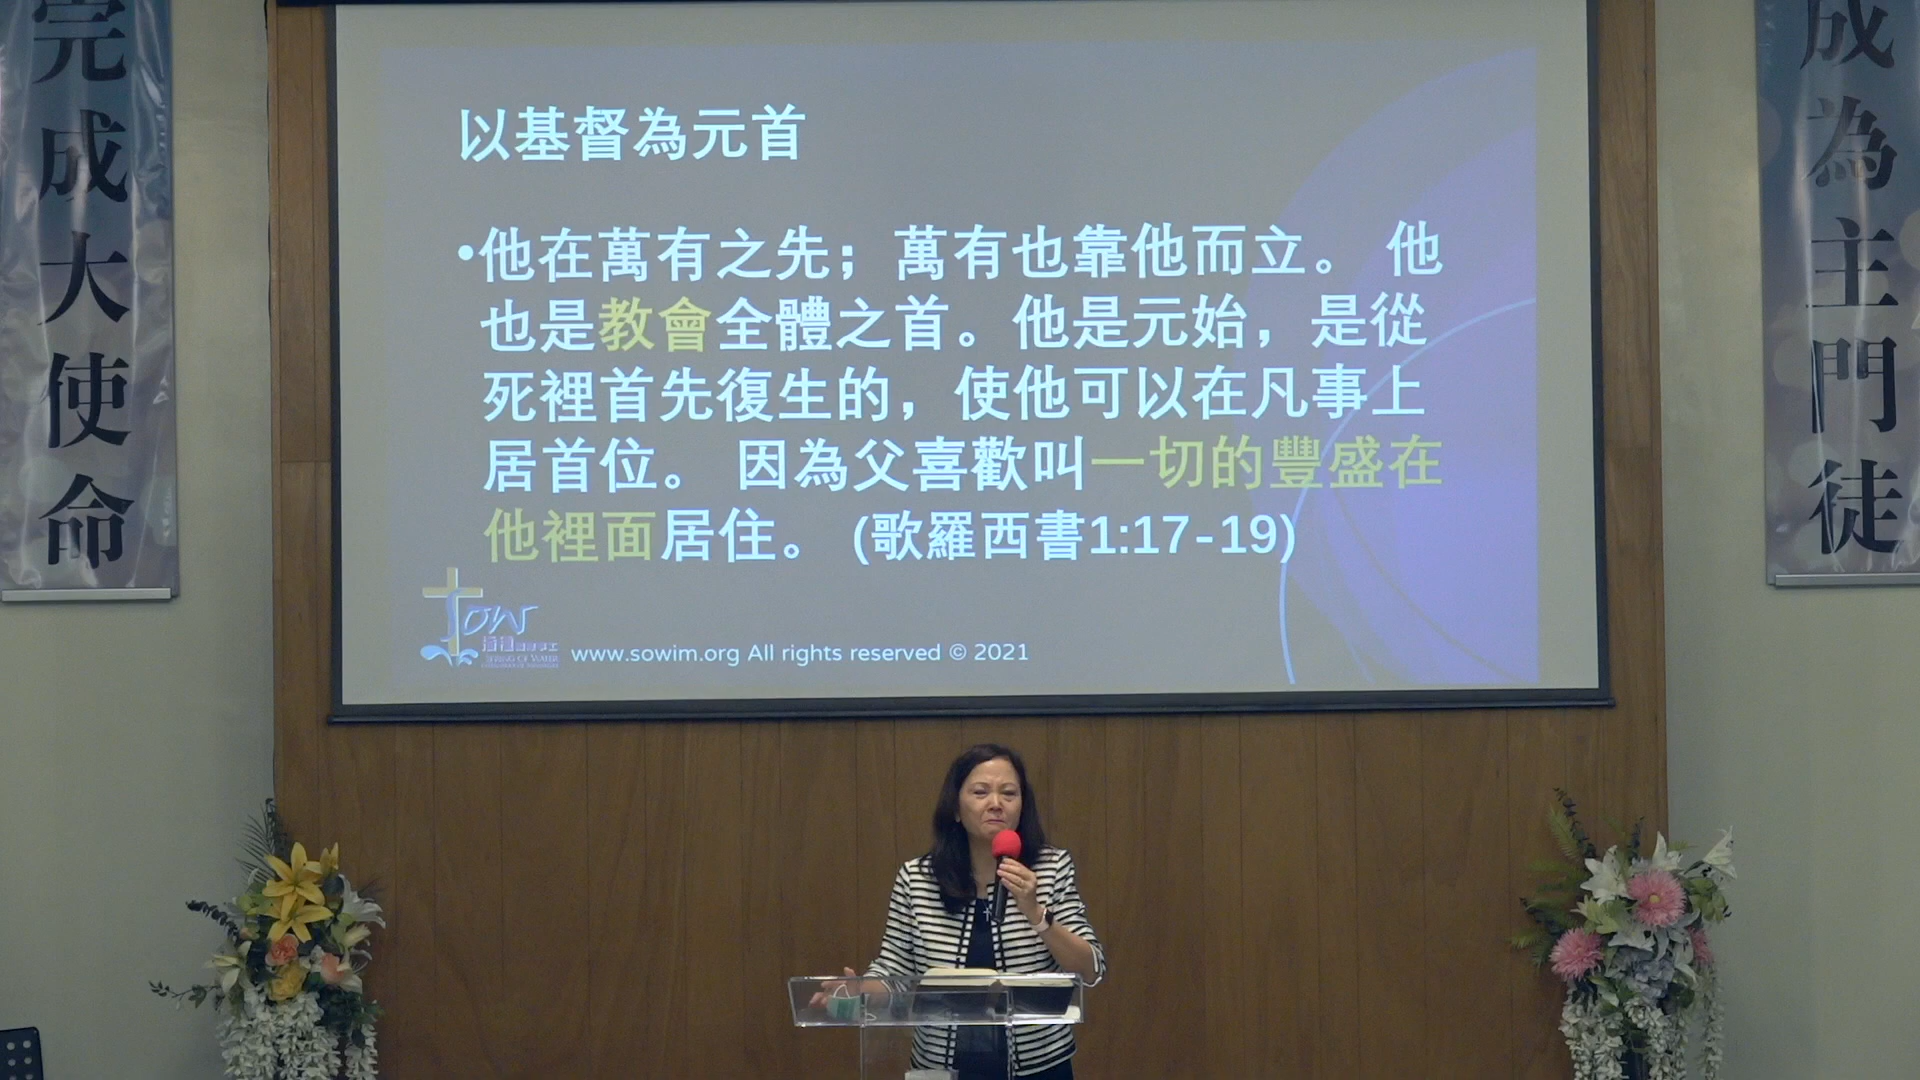 完成大使命
以基督為元首
•他在萬有之先；萬有也靠他而立。 他
也是教會全體之首。他是元始，是從
死裡首先復生的，使他可以在凡事上
居首位。 因為父喜歡叫一切的豐盛在
他裡面居住。 (歌羅西書1:17-19)
SOW
www.sowim.org All rights reserved © 2021
成為主門徒